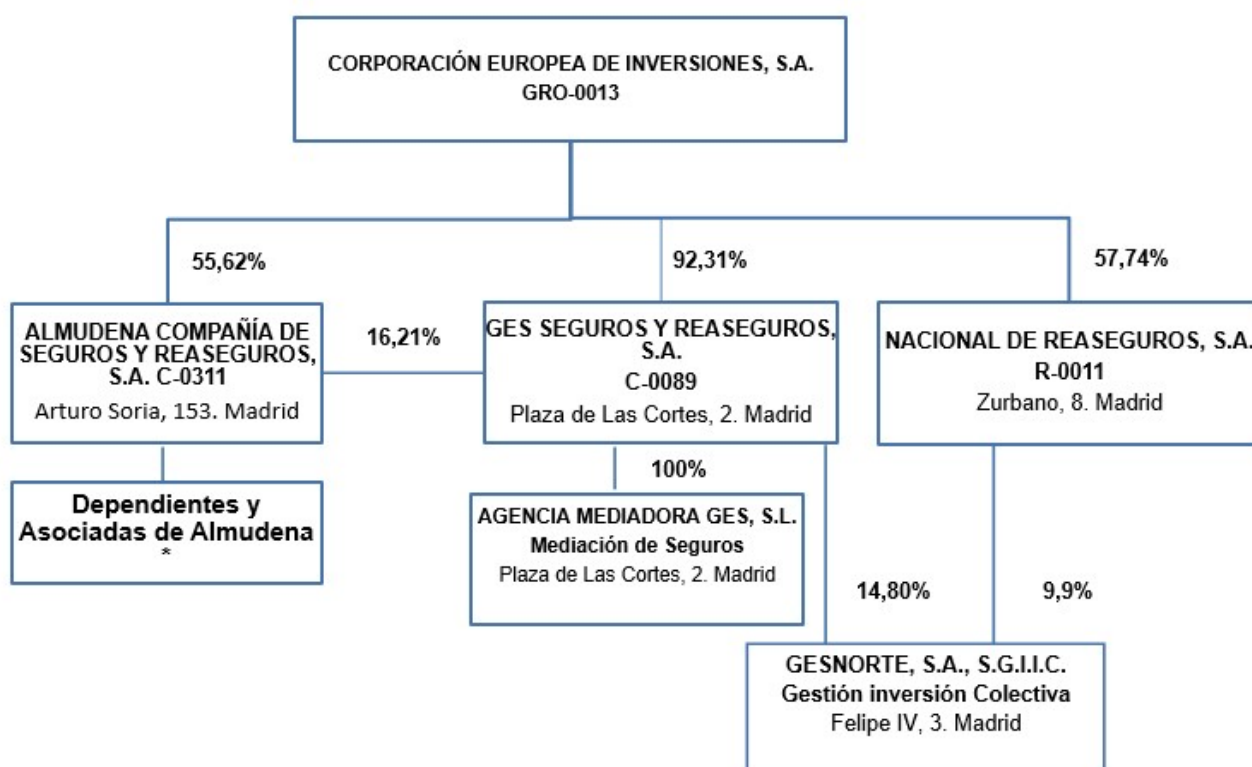 CORPORACIÓN EUROPEA DE INVERSIONES, S.A.
GRO-0013
55,62%
92,31%
57,74%
ALMUDENA COMPAÑÍA DE
SEGUROS Y REASEGUROS,
S.A. C-0311
Arturo Soria, 153. Madrid
16,21%
GES SEGUROS Y REASEGUROS,
S.A.
C-0089
Plaza de Las Cortes, 2. Madrid
NACIONAL DE REASEGUROS, S.A.
R-0011
Zurbano, 8. Madrid
Dependientes y
Asociadas de Almudena
*
100%
AGENCIA MEDIADORA GES, S.L.
Mediación de Seguros
Plaza de Las Cortes, 2. Madrid
14,80%
9,9%
GESNORTE, S.A., S.G.I.I.C.
Gestión inversión Colectiva
Felipe IV, 3. Madrid